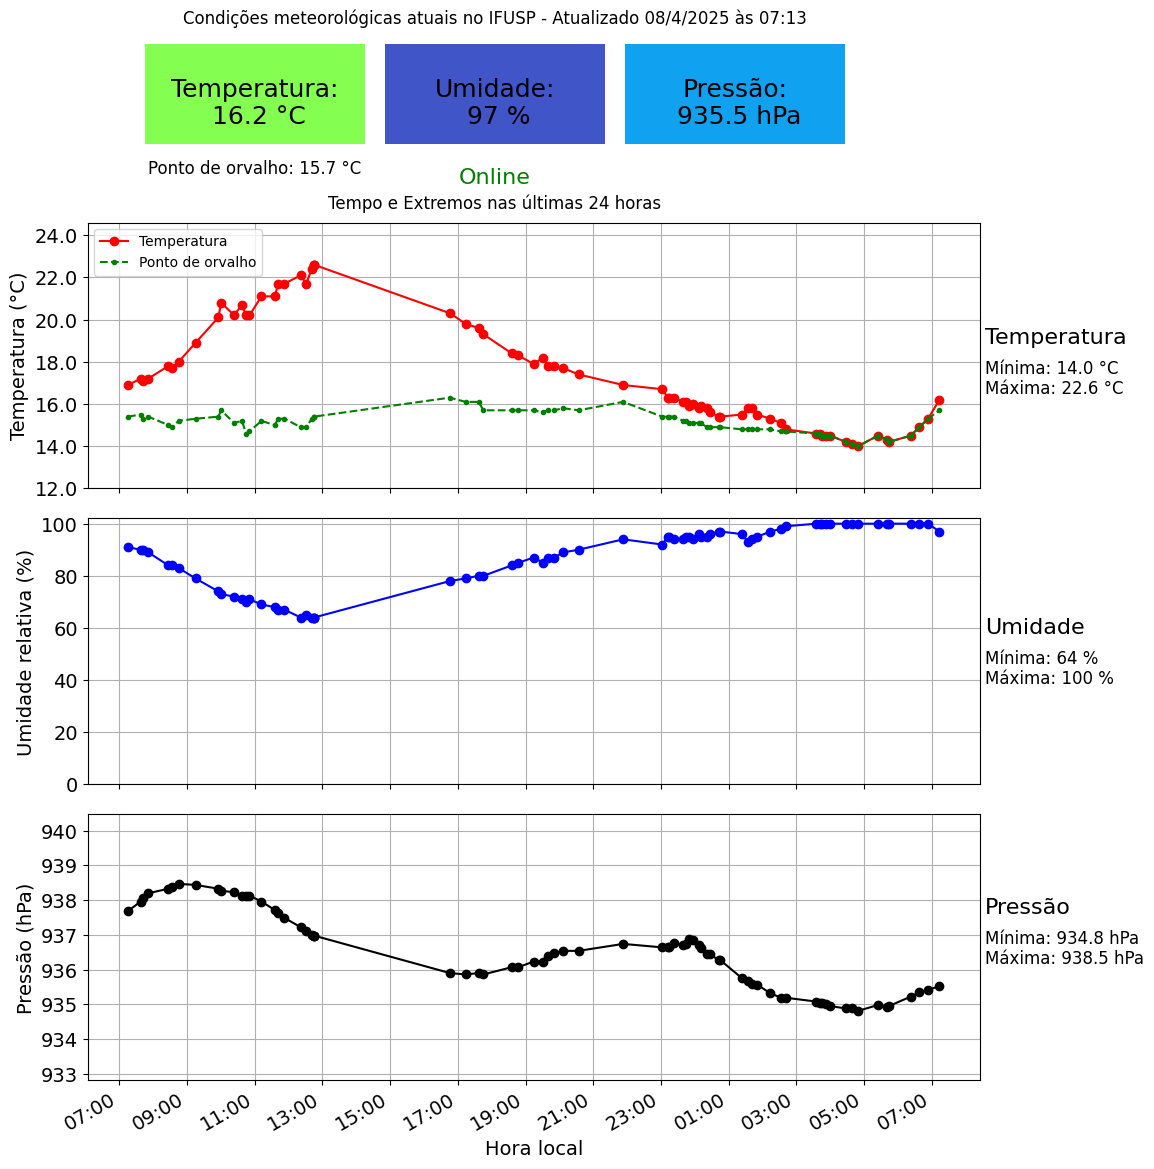 Condições meteorológicas atuais no IFUSP - Atualizado 08/4/2025 às 07:13
Temperatura:
16.2 °C
Umidade:
97 %
Pressão:
935.5 hPa
Ponto de orvalho: 15.7 °C
Online
Tempo e Extremos nas últimas 24 horas
Temperatura
Ponto de orvalho
Temperatura (°C)
24.0
22.0
20.0
18.0
16.0
14.0
12.0
Temperatura
Mínima: 14.0 °C
Máxima: 22.6 °C
Umidade relativa (%)
100
80
60
40
20
0
Umidade
Mínima: 64 %
Máxima: 100 %
Pressão (hPa)
940
939
938
937
936
935
934
933
Pressão
Mínima: 934.8 hPa
Máxima: 938.5 hPa
07:00 09:00 11:00 13:00 15:00 17:00 19:00 21:00 23:00 01:00 03:00 05:00 07:00
Hora local